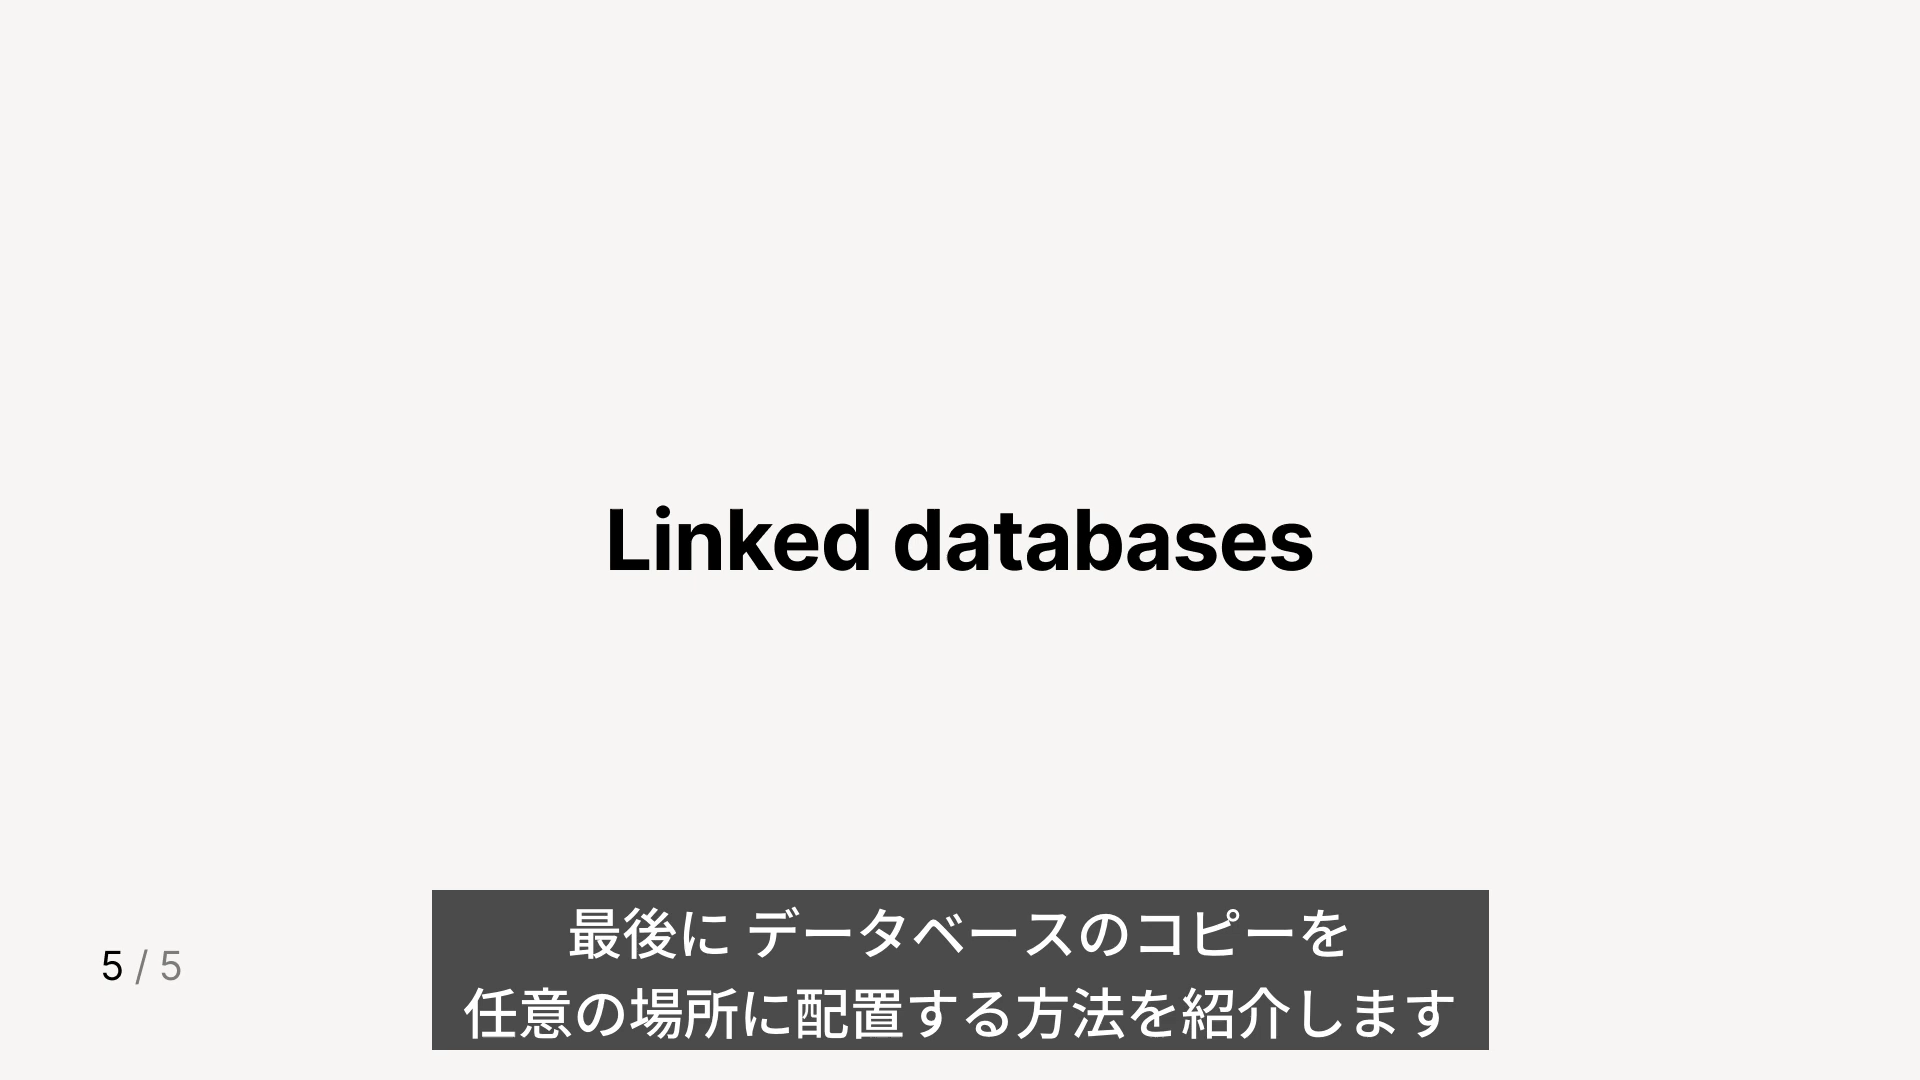 Linked databases
5 / 5
最後に データベースのコピーを
任意の場所に配置する方法を紹介します